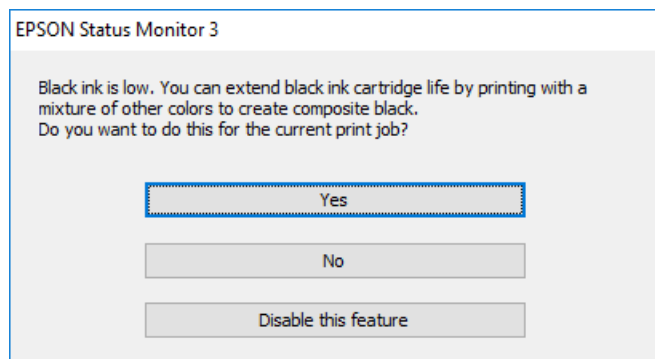 EPSON Status Monitor 3
Black ink is low. You can extend black ink cartridge life by printing with a
mixture of other colors to create composite black.
Do you want to do this for the current print job?
Yes
No
Disable this feature